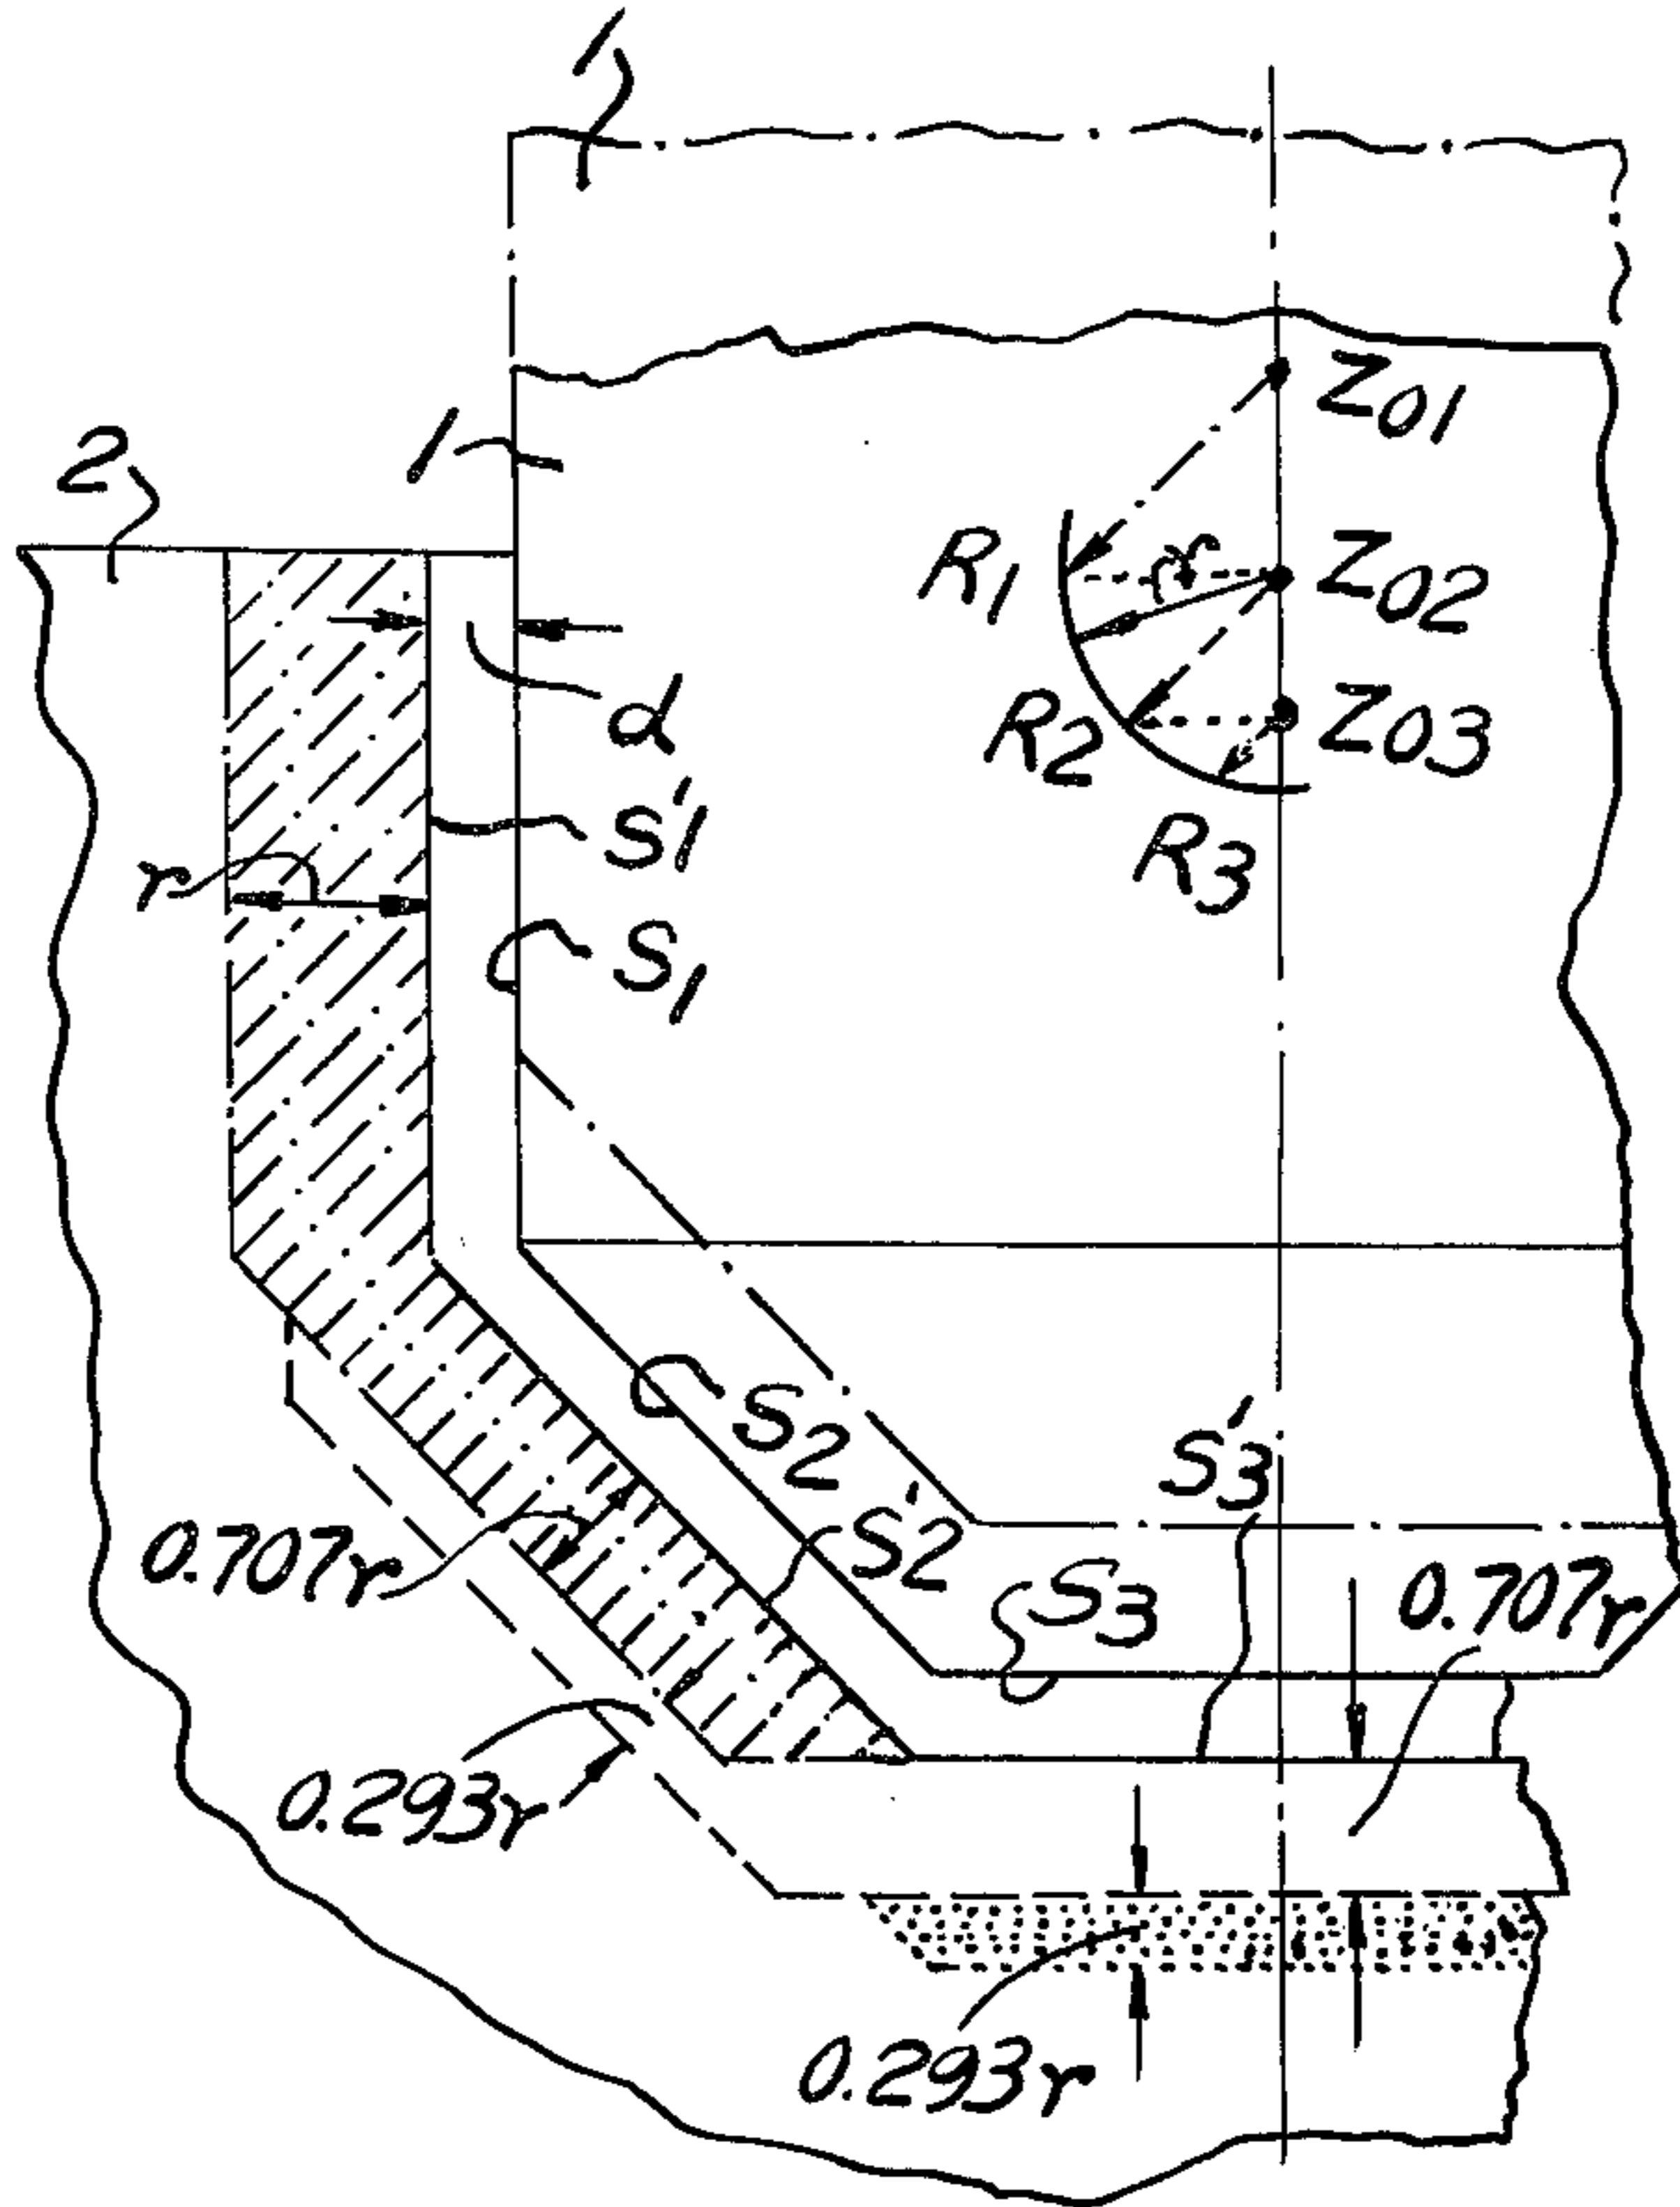 1
Z01
2
1
R1
γ
Z02
d
R2
Z03
S'1
R3
r
S1
S2
S'3
0.707r
S'2
S3
0.707r
0.293r
0.293r